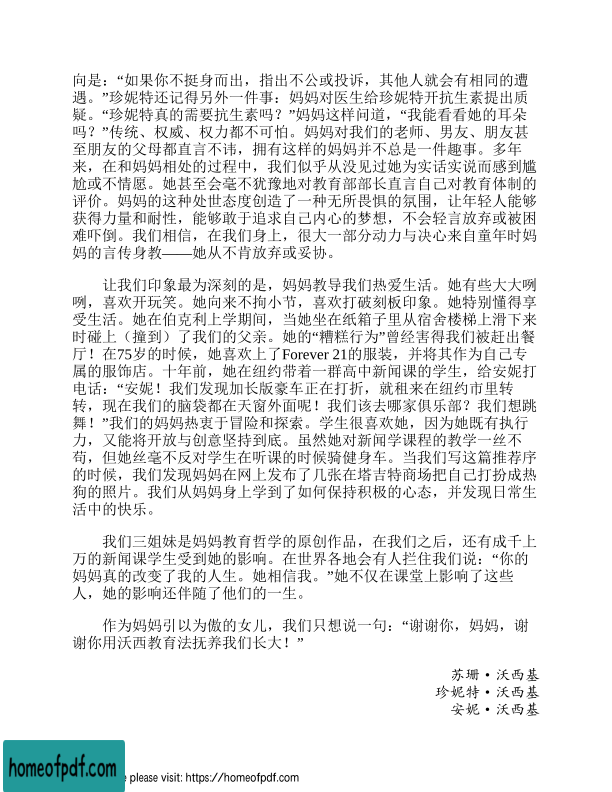 向是：“如果你不挺身而出，指出不公或投诉，其他人就会有相同的遭
遇。”珍妮特还记得另外一件事：妈妈对医生给珍妮特开抗生素提出质
疑。“珍妮特真的需要抗生素吗？”妈妈这样问道，“我能看看她的耳朵
吗？”传统、权威、权力都不可怕。妈妈对我们的老师、男友、朋友甚
至朋友的父母都直言不讳，拥有这样的妈妈并不总是一件趣事。多年
来，在和妈妈相处的过程中，我们似乎从没见过她为实话实说而感到尴
尬或不情愿。她甚至会毫不犹豫地对教育部部长直言自己对教育体制的
评价。妈妈的这种处世态度创造了一种无所畏惧的氛围，让年轻人能够
获得力量和耐性，能够敢于追求自己内心的梦想，不会轻言放弃或被困
难吓倒。我们相信，在我们身上，很大一部分动力与决心来自童年时妈
妈的言传身教——她从不肯放弃或妥协。
让我们印象最为深刻的是，妈妈教导我们热爱生活。她有些大大咧
咧，喜欢开玩笑。她向来不拘小节，喜欢打破刻板印象。她特别懂得享
受生活。她在伯克利上学期间，当她坐在纸箱子里从宿舍楼梯上滑下来
时碰上（撞到）了我们的父亲。她的“糟糕行为”曾经害得我们被赶出餐
厅！在75岁的时候，她喜欢上了Forever 21的服装，并将其作为自己专
属的服饰店。十年前，她在纽约带着一群高中新闻课的学生，给安妮打
电话：“安妮！我们发现加长版豪车正在打折，就租来在纽约市里转
转，现在我们的脑袋都在天窗外面呢！我们该去哪家俱乐部？我们想跳
舞！”我们的妈妈热衷于冒险和探索。学生很喜欢她，因为她既有执行
力，又能将开放与创意坚持到底。虽然她对新闻学课程的教学一丝不
苟，但她丝毫不反对学生在听课的时候骑健身车。当我们写这篇推荐序
的时候，我们发现妈妈在网上发布了几张在塔吉特商场把自己打扮成热
狗的照片。我们从妈妈身上学到了如何保持积极的心态，并发现日常生
活中的快乐。
我们三姐妹是妈妈教育哲学的原创作品，在我们之后，还有成千上
万的新闻课学生受到她的影响。在世界各地会有人拦住我们说：“你的
妈妈真的改变了我的人生。她相信我。”她不仅在课堂上影响了这些
人，她的影响还伴随了他们的一生。
作为妈妈引以为傲的女儿，我们只想说一句：“谢谢你，妈妈，谢
谢你用沃西教育法抚养我们长大！”
苏珊·沃西基
珍妮特·沃西基
安妮·沃西基
homeofpdf.com
please visit: https://homeofpdf.com